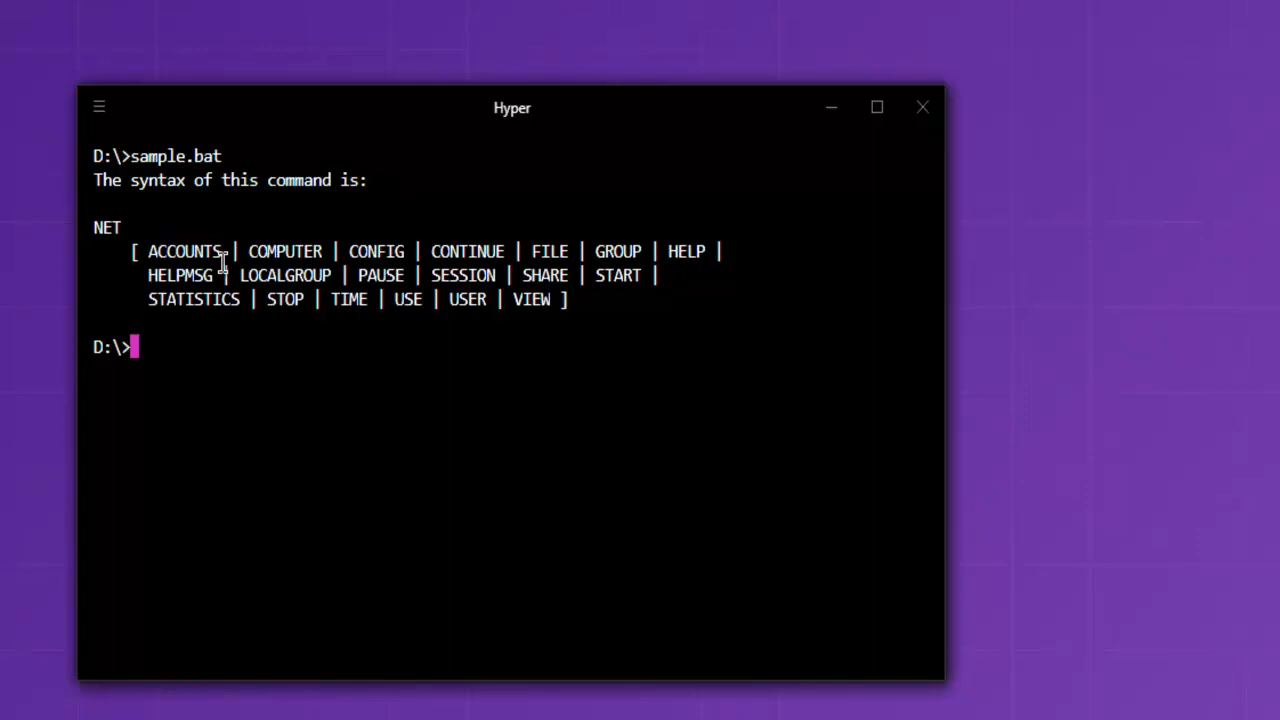 Hyper
D:\>sample.bat
The syntax of this command is:
NET
[ ACCOUNTS | COMPUTER | CONFIG | CONTINUE | FILE | GROUP | HELP |
HELPMSG | LOCALGROUP | PAUSE | SESSION | SHARE | START |
STATISTICS | STOP | TIME | USE | USER | VIEW ]
D:\>